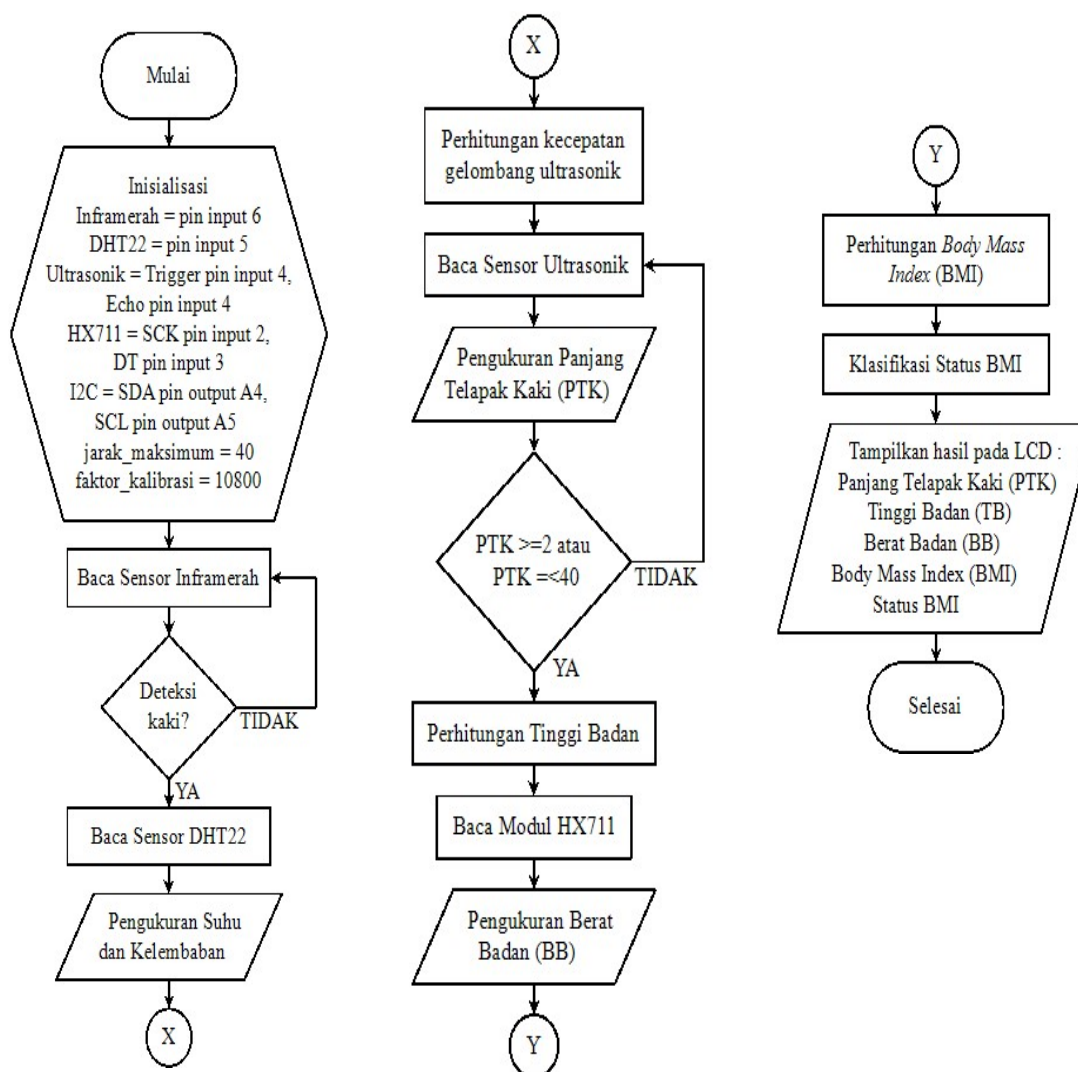 Mulai
Inisialisasi
Inframerah = pin input 6
DHT22 = pin input 5
Ultrasonik = Trigger pin input 4,
Echo pin input 4
HX711 = SCK pin input 2,
DT pin input 3
I2C = SDA pin output A4,
SCL pin output A5
jarak_maksimum = 40
faktor_kalibrasi = 10800
Baca Sensor Inframerah
Deteksi
kaki?
TIDAK
YA
Baca Sensor DHT22
Pengukuran Suhu
dan Kelembaban
X
X
Perhitungan kecepatan
gelombang ultrasonik
Baca Sensor Ultrasonik
Pengukuran Panjang
Telapak Kaki (PTK)
PTK >=2 atau
PTK =<40
TIDAK
YA
Perhitungan Tinggi Badan
Baca Modul HX711
Pengukuran Berat
Badan (BB)
Y
Y
Perhitungan Body Mass
Index (BMI)
Klasifikasi Status BMI
Tampilkan hasil pada LCD :
Panjang Telapak Kaki (PTK)
Tinggi Badan (TB)
Berat Badan (BB)
Body Mass Index (BMI)
Status BMI
Selesai